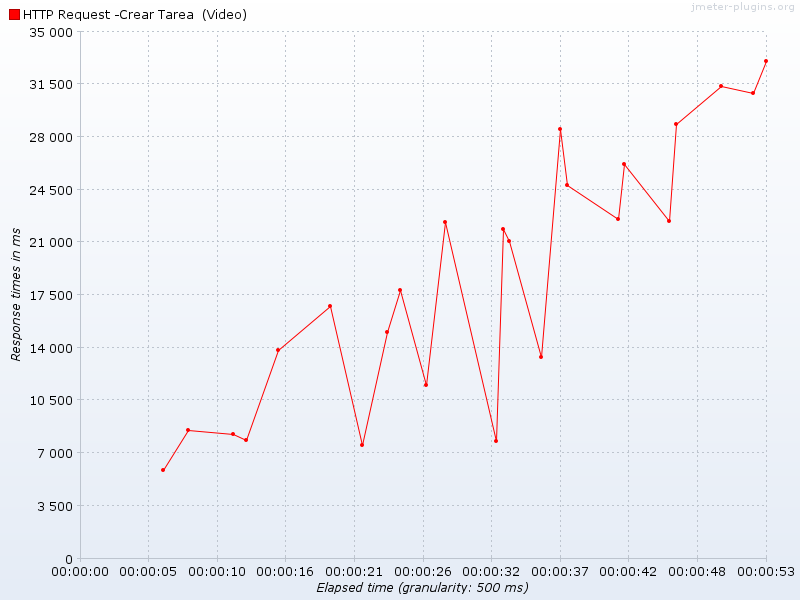 jmeter-plugins.org
HTTP Request -Crear Tarea  (Video)
35 000
31 500
28 000
24 500
21 000
17 500
14 000
10 500
7 000
3 500
0
Response times in ms
00:00:00 00:00:05 00:00:10 00:00:16 00:00:21 00:00:26 00:00:32 00:00:37 00:00:42 00:00:48 00:00:53
Elapsed time (granularity: 500 ms)